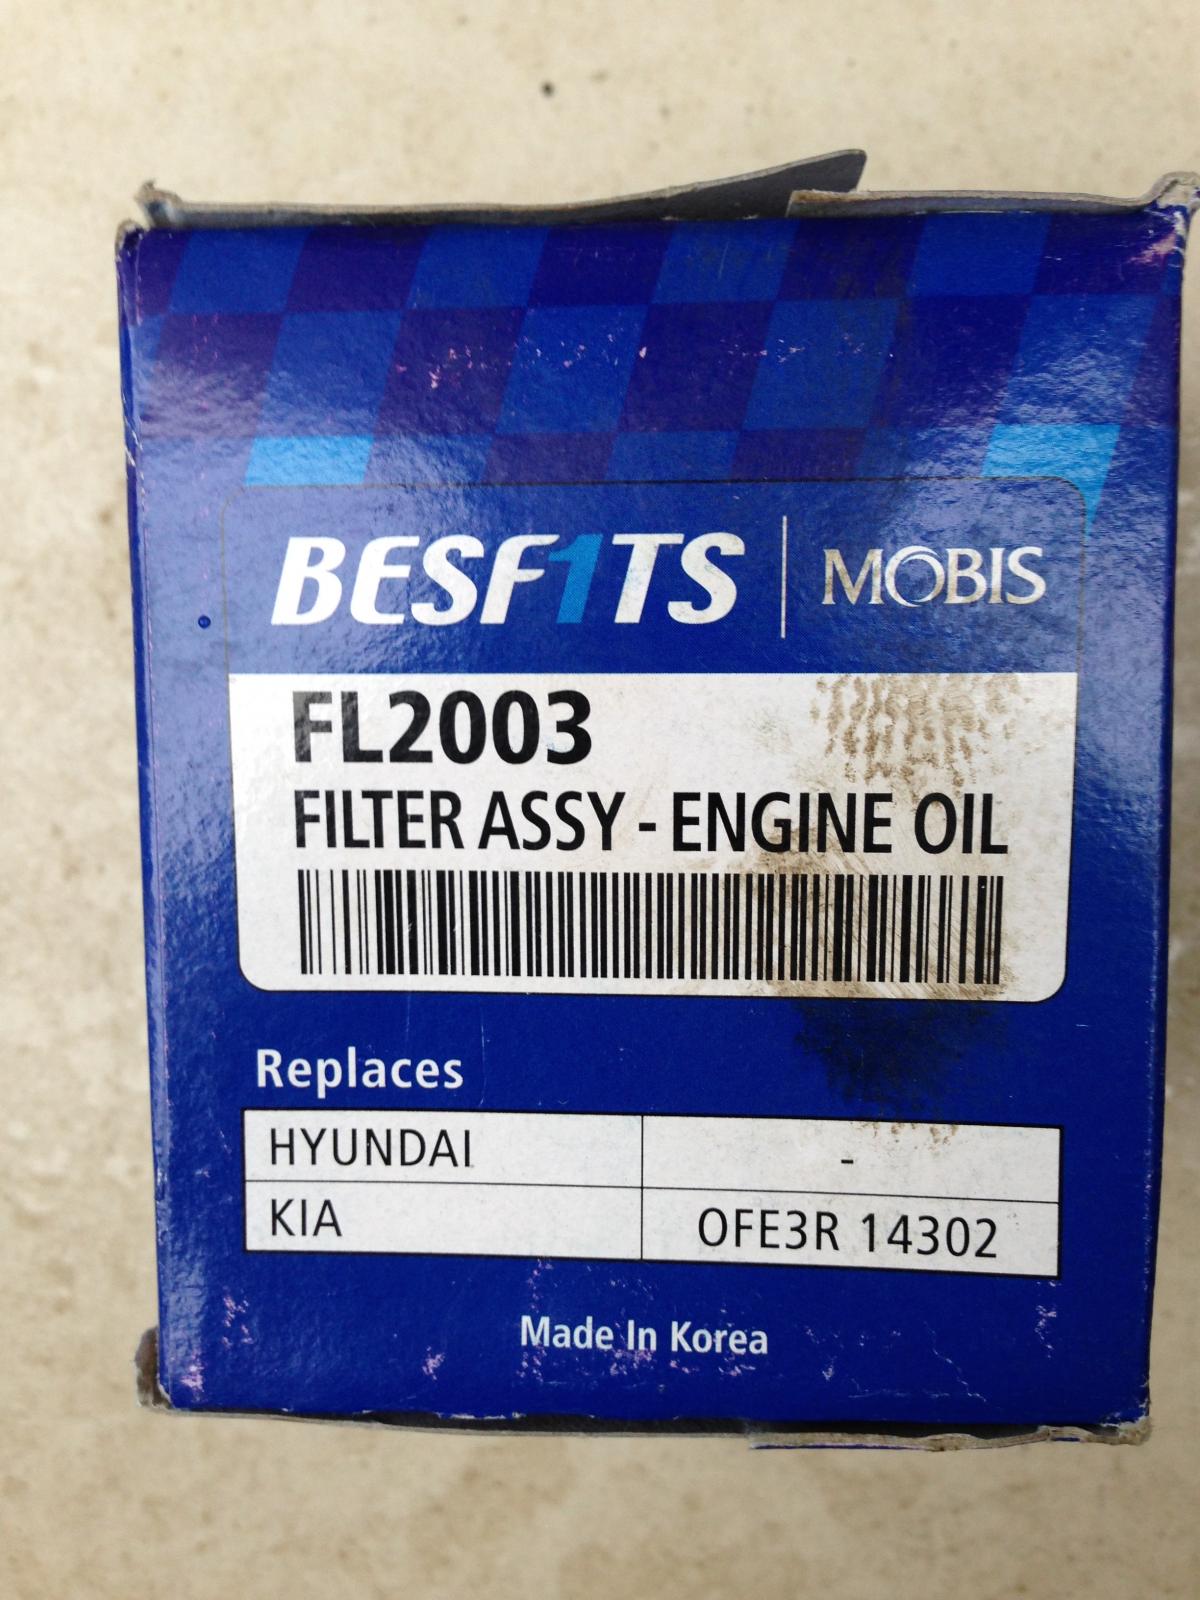 BESF1TS | MOBIS
FL2003
FILTER ASSY - ENGINE OIL
Replaces
HYUNDAI -
KIA OFE3R 14302
Made In Korea